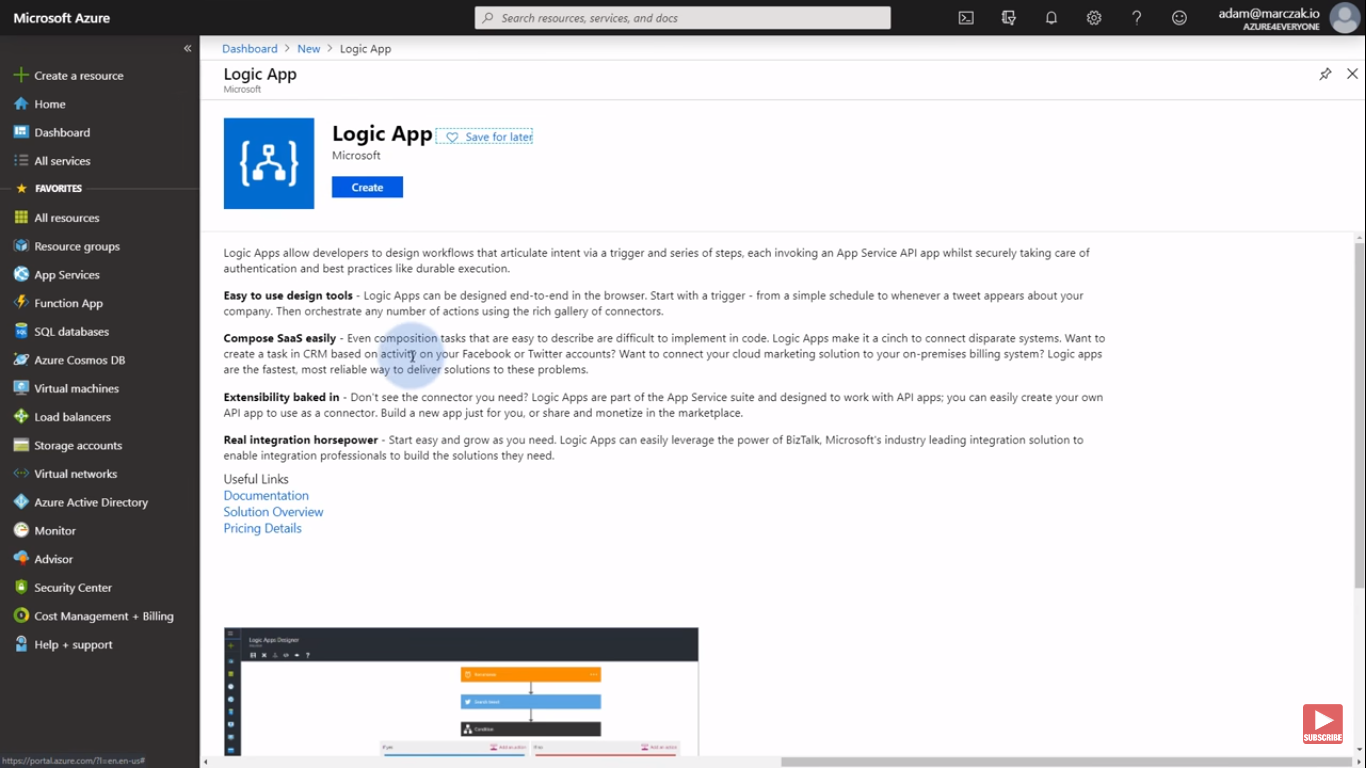 Microsoft Azure
Search resources, services, and docs
adam@marczak.io
AZURE4EVERYONE
Create a resource
Home
Dashboard
All services
FAVORITES
All resources
Resource groups
App Services
Function App
SQL databases
Azure Cosmos DB
Virtual machines
Load balancers
Storage accounts
Virtual networks
Azure Active Directory
Monitor
Advisor
Security Center
Cost Management + Billing
Help + support
https://portal.azure.com/?l=en.en-us#
Dashboard > New > Logic App
Logic App
Microsoft
Logic App
Save for later
Microsoft
Create
Logic Apps allow developers to design workflows that articulate intent via a trigger and series of steps, each invoking an App Service API app whilst securely taking care of
authentication and best practices like durable execution.
Easy to use design tools - Logic Apps can be designed end-to-end in the browser. Start with a trigger - from a simple schedule to whenever a tweet appears about your
company. Then orchestrate any number of actions using the rich gallery of connectors.
Compose SaaS easily - Even composition tasks that are easy to describe are difficult to implement in code. Logic Apps make it a cinch to connect disparate systems. Want to
create a task in CRM based on activity on your Facebook or Twitter accounts? Want to connect your cloud marketing solution to your on-premises billing system? Logic apps
are the fastest, most reliable way to deliver solutions to these problems.
Extensibility baked in - Don't see the connector you need? Logic Apps are part of the App Service suite and designed to work with API apps; you can easily create your own
API app to use as a connector. Build a new app just for you, or share and monetize in the marketplace.
Real integration horsepower - Start easy and grow as you need. Logic Apps can easily leverage the power of BizTalk, Microsoft's industry leading integration solution to
enable integration professionals to build the solutions they need.
Useful Links
Documentation
Solution Overview
Pricing Details
Logic Apps Designer
Search tweet
Condition
If yes
Add an action
If no
Add an action
SUBSCRIBE